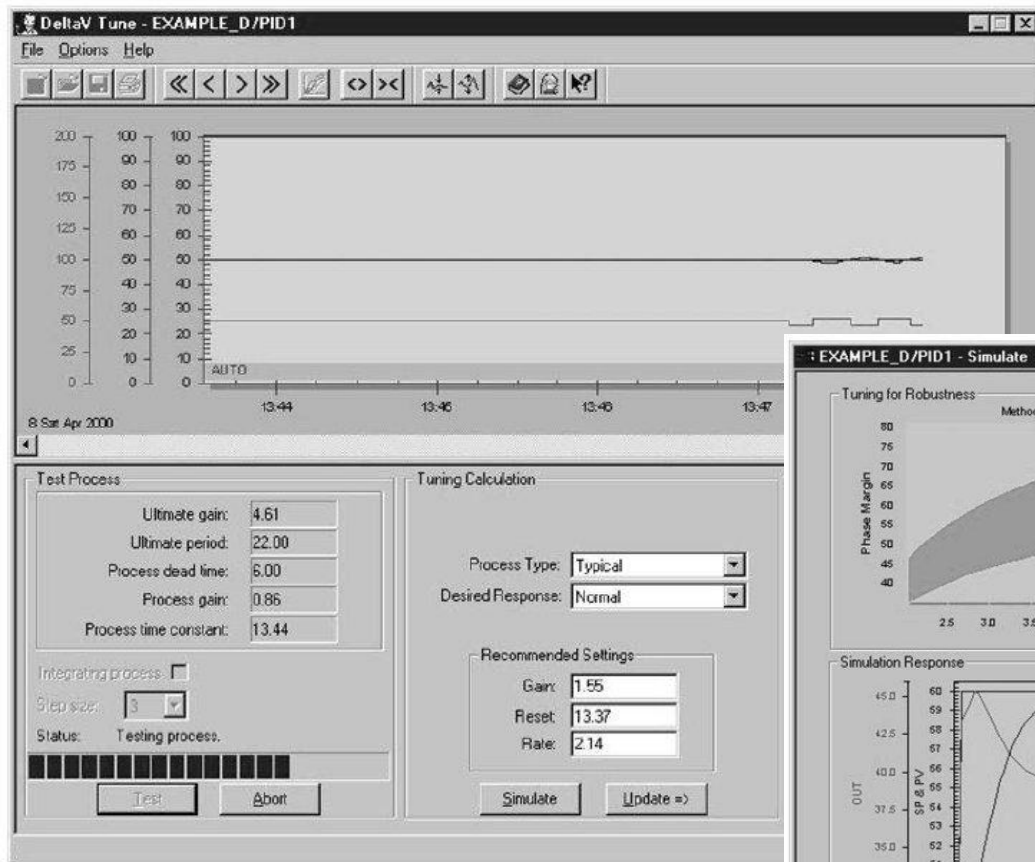 DeltaV Tune - EXAMPLE_D/PID1
File Options Help
200 100 100
175 90 90
150 80 80
70 70
125 60 60
100 50 50
75 40 40
30 30
50 20 20
25 10 10
0 0 0
AUTO
13:44 13:46 13:46 13:47
8 Sat Apr 2000
Test Process
Ultimate gain: 4.61
Ultimate period: 22.00
Process dead time: 6.00
Process gain: 0.86
Process time constant: 13.44
Integrating process
Step size: 3
Status: Testing process.
Test Abort
Tuning Calculation
Process Type: Typical
Desired Response: Normal
Recommended Settings
Gain: 1.55
Reset: 13.37
Rate: 2.14
Simulate Update =>
EXAMPLE_D/PID1 - Simulate
Tuning for Robustness
Phase Margin
80
75
70
65
60
55
50
45
40
2.5 3.0
Simulation Response
OUT
45.0
42.5
40.0
37.5
35.0
SP & PV
60
59
58
57
56
55
54
53
52